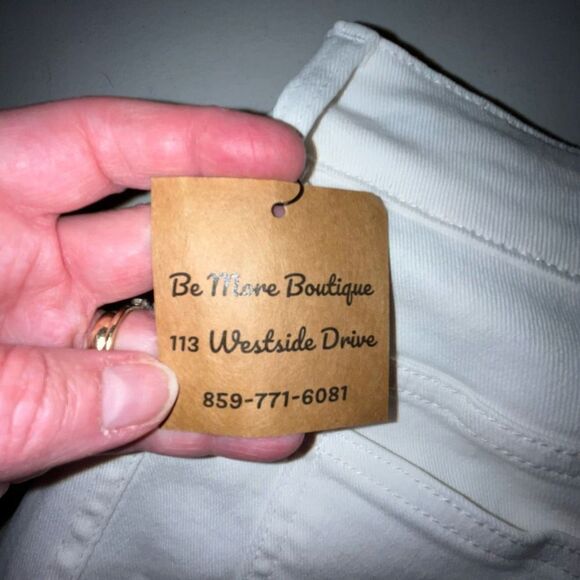 Be More Boutique
113 Westside Drive
859-771-6081